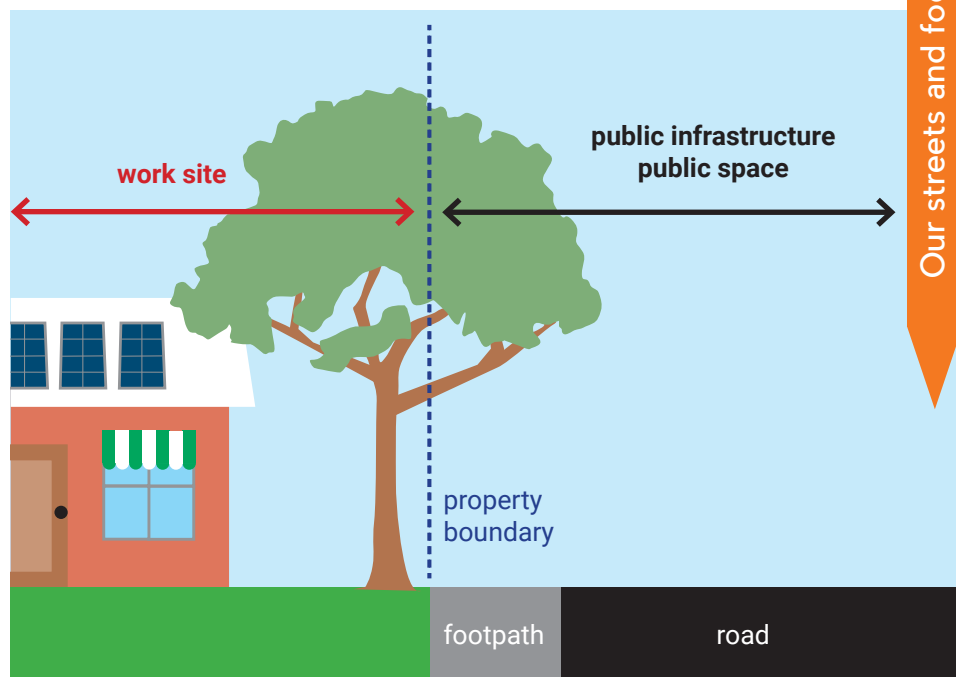 work site
public infrastructure
public space
property
boundary
footpath
road
Our streets and